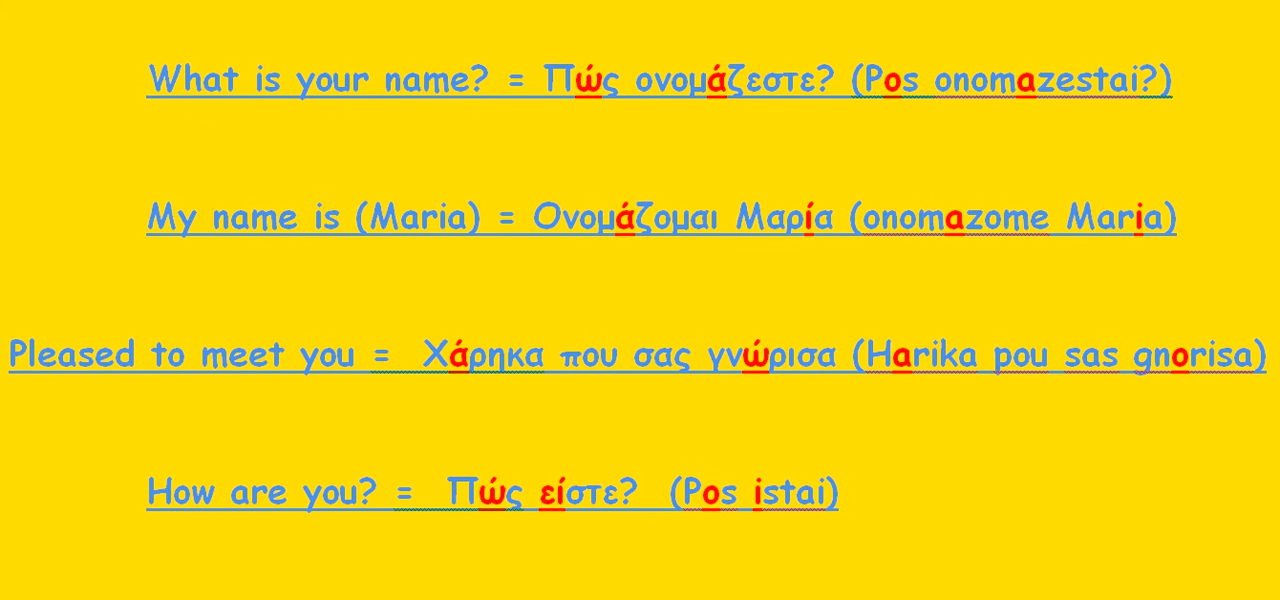 What is your name? = Πώς ονομάζεστε? (Pos onomazestai?)
My name is (Maria) = Ονομάζομαι Μαρία (onomazome Maria)
Pleased to meet you = Χάρηκα που σας γνώρισα (Harika pou sas gnorisa)
How are you? = Πώς είστε? (Pos istai)